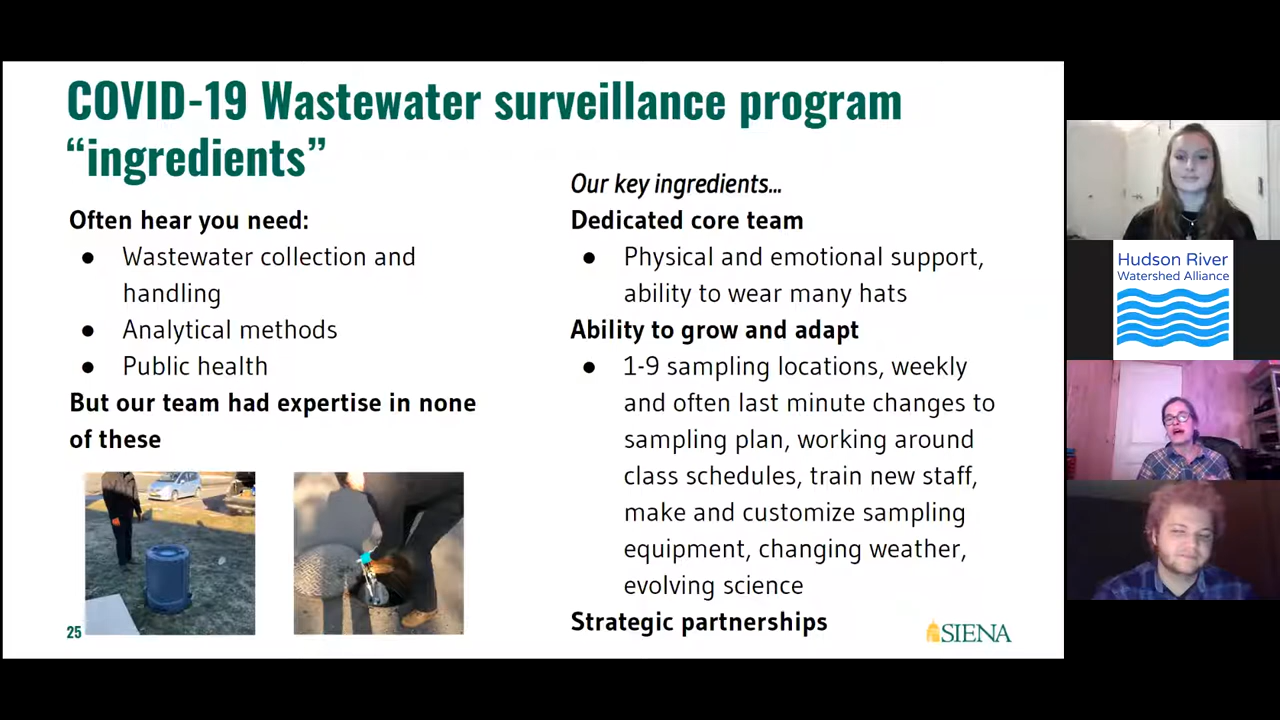 COVID-19 Wastewater surveillance program
“ingredients”
Often hear you need:
● Wastewater collection and
handling
● Analytical methods
● Public health
But our team had expertise in none
of these
25
Our key ingredients...
Dedicated core team
● Physical and emotional support,
ability to wear many hats
Ability to grow and adapt
● 1-9 sampling locations, weekly
and often last minute changes to
sampling plan, working around
class schedules, train new staff,
make and customize sampling
equipment, changing weather,
evolving science
Strategic partnerships
SIENA
Hudson River
Watershed Alliance